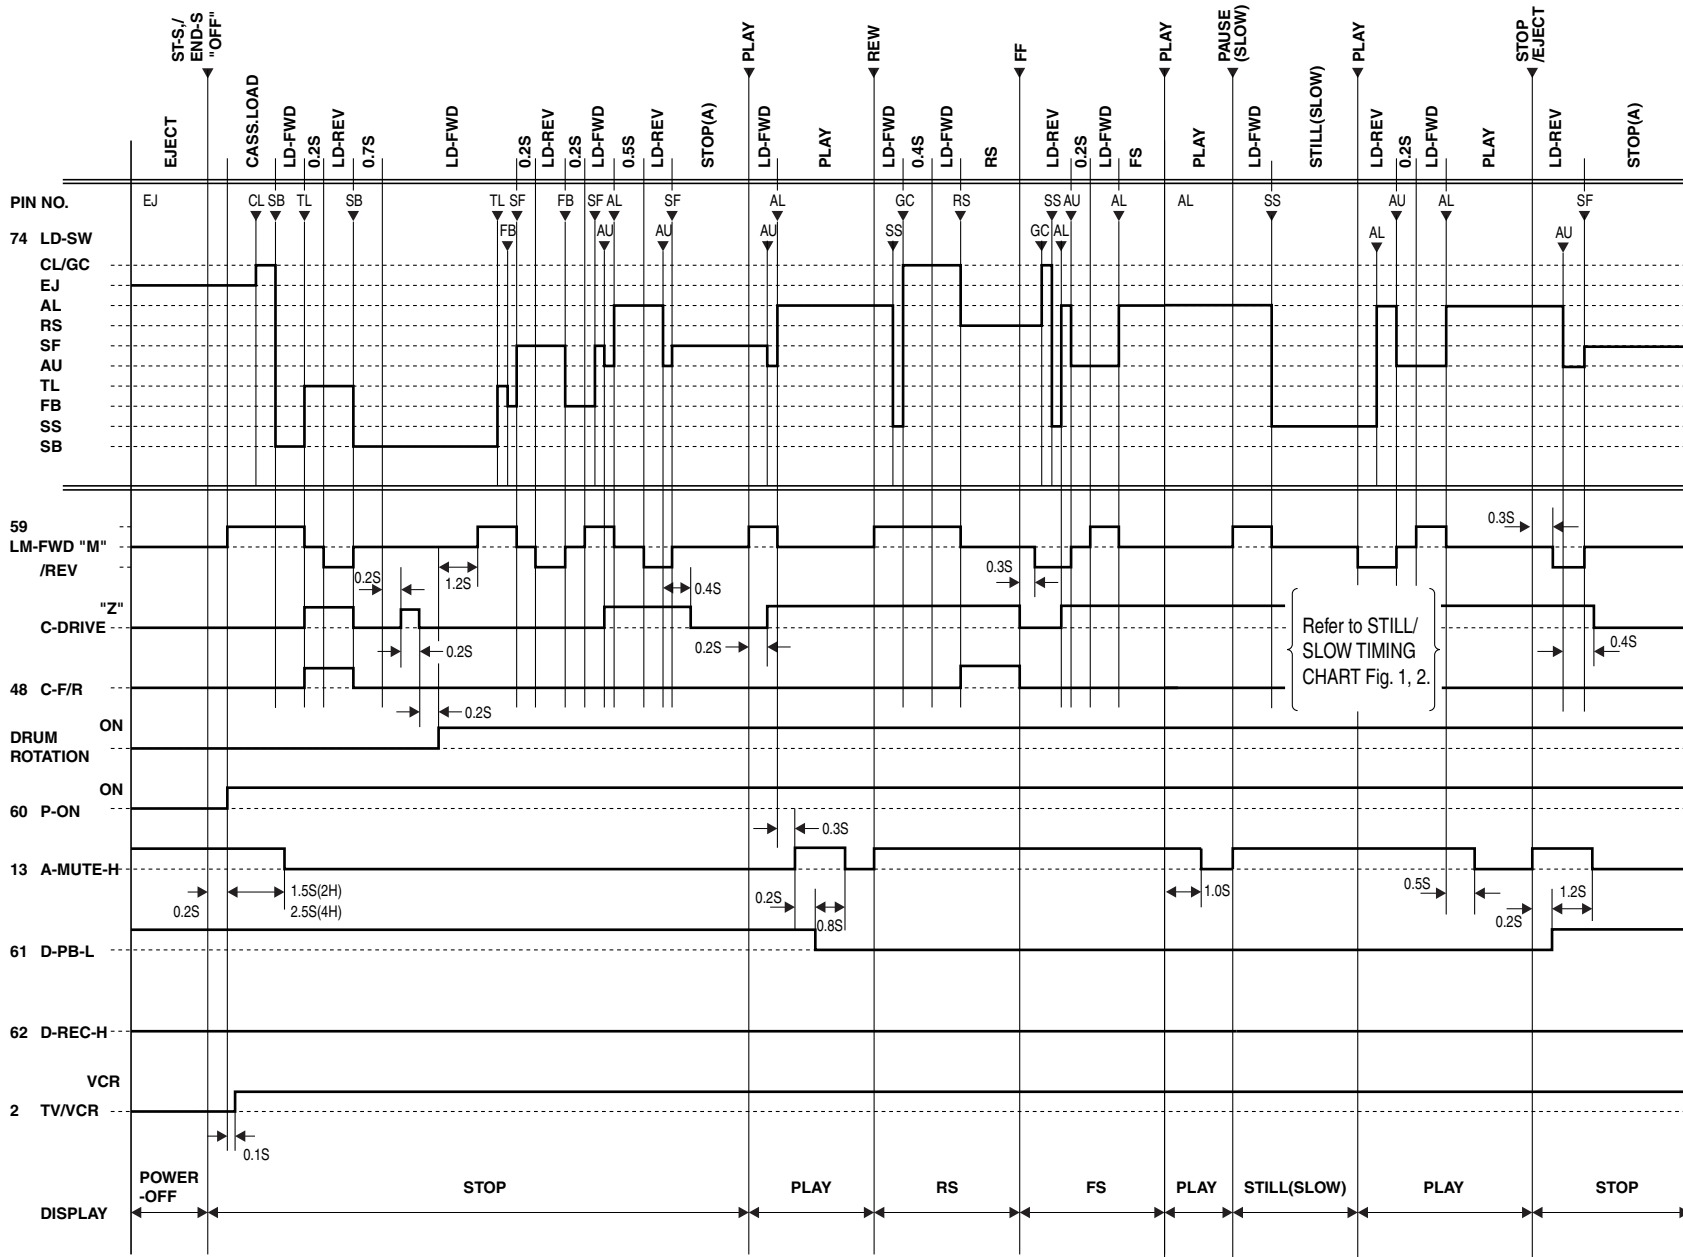 ST-S,/
END-S
"OFF"
PLAY
REW
FF
PLAY
PAUSE
(SLOW)
PLAY
STOP
/EJECT
EJECT
CASS.LOAD
LD-FWD
0.2S
LD-REV
0.7S
LD-FWD
0.2S
LD-REV
0.2S
LD-FWD
0.5S
LD-REV
STOP(A)
LD-FWD
PLAY
LD-FWD
0.4S
LD-FWD
RS
LD-REV
0.2S
LD-FWD
FS
PLAY
LD-FWD
STILL(SLOW)
LD-REV
0.2S
LD-FWD
PLAY
LD-REV
STOP(A)
PIN NO. EJ CL SB TL SB TL SF FB SF AL SF AL GC RS SS AU AL AL SS AU AL SF
74 LD-SW FB AU AU AU SS GC AL AL AU
CL/GC
EJ
AL
RS
SF
AU
TL
FB
SS
SB
59
LM-FWD "M"
/REV
0.3S
0.2S
1.2S
0.4S
0.3S
"Z"
C-DRIVE
0.2S
0.2S
0.4S
Refer to STILL/
SLOW TIMING
CHART Fig. 1, 2.
48 C-F/R
0.2S
ON
DRUM
ROTATION
ON
60 P-ON
0.3S
13 A-MUTE-H
0.2S
1.5S(2H)
2.5S(4H)
0.2S
0.8S
1.0S
0.5S
0.2S
1.2S
61 D-PB-L
62 D-REC-H
VCR
2 TV/VCR
0.1S
POWER
-OFF
STOP PLAY RS FS PLAY STILL(SLOW) PLAY STOP
DISPLAY